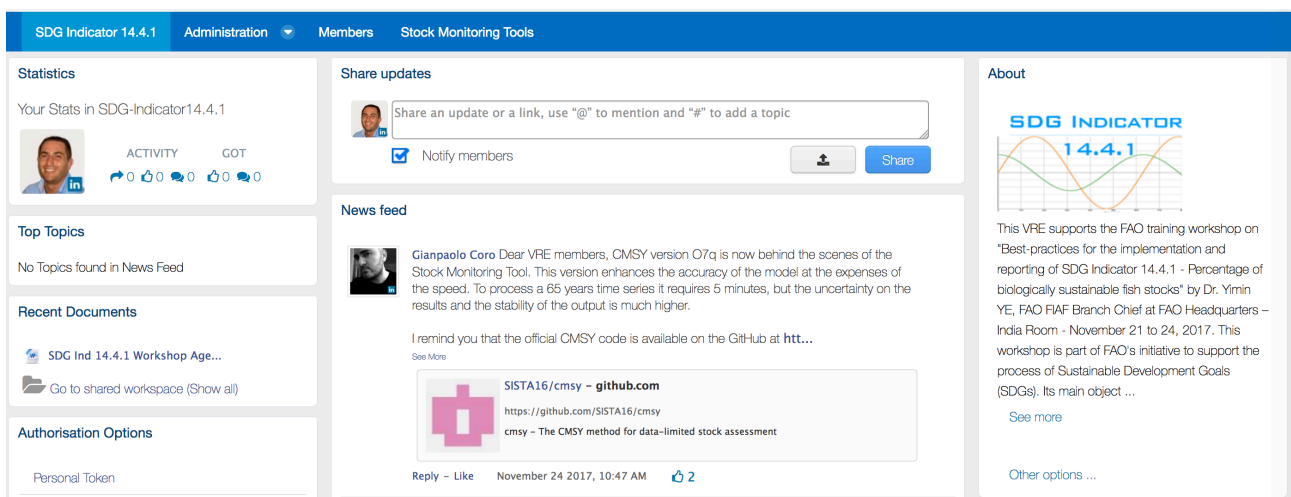 SDG Indicator 14.4.1 Administration Members Stock Monitoring Tools
Statistics
Your Stats in SDG-Indicator14.4.1
ACTIVITY GOT
0 0 0 0 0
in
Top Topics
No Topics found in News Feed
Recent Documents
SDG Ind 14.4.1 Workshop Age...
Go to shared workspace (Show all)
Authorisation Options
Personal Token
Share updates
Share an update or a link, use “@” to mention and “#” to add a topic
in
Notify members
Share
News feed
in
Gianpaolo Coro Dear VRE members, CMSY version O7q is now behind the scenes of the
Stock Monitoring Tool. This version enhances the accuracy of the model at the expenses of
the speed. To process a 65 years time series it requires 5 minutes, but the uncertainty on the
results and the stability of the output is much higher.
I remind you that the official CMSY code is available on the GitHub at htt...
See More
SISTA16/cmsy – github.com
https://github.com/SISTA16/cmsy
cmsy – The CMSY method for data-limited stock assessment
Reply – Like November 24 2017, 10:47 AM 2
About
SDG INDICATOR
14.4.1
This VRE supports the FAO training workshop on
"Best-practices for the implementation and
reporting of SDG Indicator 14.4.1 - Percentage of
biologically sustainable fish stocks" by Dr. Yimin
YE, FAO FIAF Branch Chief at FAO Headquarters –
India Room - November 21 to 24, 2017. This
workshop is part of FAO's initiative to support the
process of Sustainable Development Goals
(SDGs). Its main object ...
See more
Other options ...